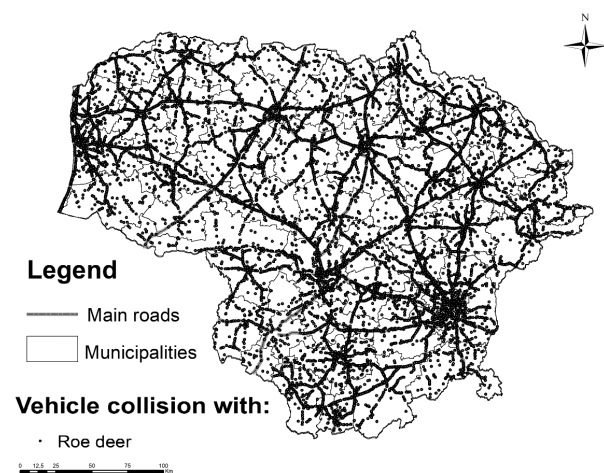 N
Legend
Main roads
Municipalities
Vehicle collision with:
Roe deer
0 12.5 25 50 75 100
Km